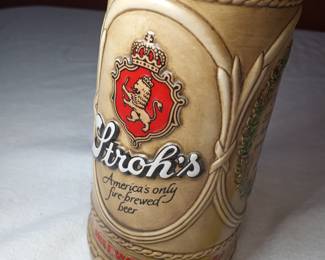 Stroh's
America's only
fire-brewed
beer